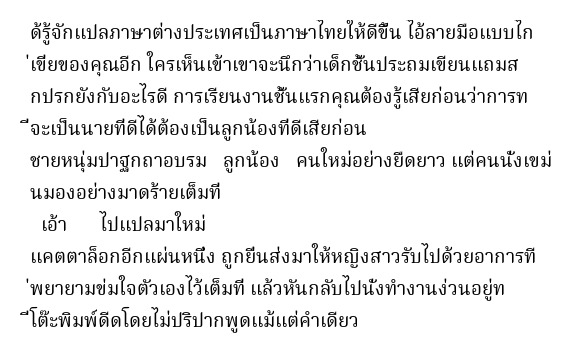 ด้รู้จักแปลภาษาต่างประเทศเป็นภาษาไทยให้ดีขึ้น ไอ้ลายมือแบบไก
่เขียของคุณอีก ใครเห็นเข้าเขาจะนึกว่าเด็กชั้นประถมเขียนแถมส
กปรกยังกับอะไรดี การเรียนงานชั้นแรกคุณต้องรู้เสียก่อนว่าการท
ี่จะเป็นนายที่ดีได้ต้องเป็นลูกน้องที่ดีเสียก่อน
ชายหนุ่มปาฐกถาอบรม ลูกน้อง คนใหม่อย่างยืดยาว แต่คนนั่งเขม่
นมองอย่างมาดร้ายเต็มที่
เอ้า ไปแปลมาใหม่
แคตตาล็อกอีกแผ่นหนึ่ง ถูกยื่นส่งมาให้หญิงสาวรับไปด้วยอาการที
่พยายามข่มใจตัวเองไว้เต็มที่ แล้วหันกลับไปนั่งทำงานง่วนอยู่ท
ี่โต๊ะพิมพ์ดีดโดยไม่ปริปากพูดแม้แต่คำเดียว